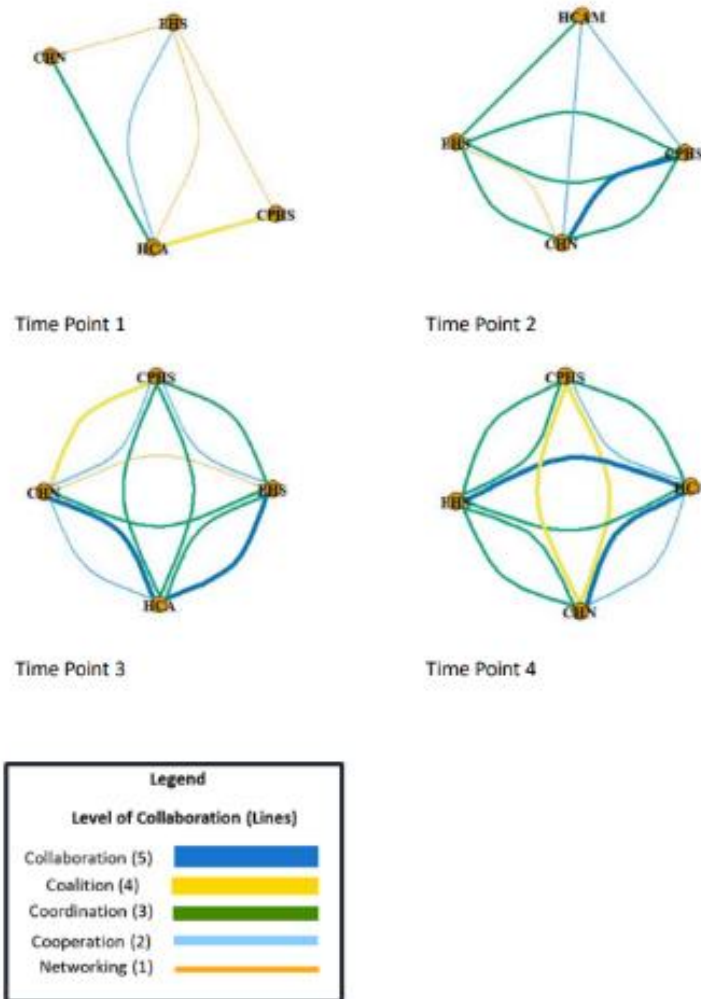 EHS
CHN
CPHS
HCA
Time Point 1
HCAM
EHS
CPHS
CHN
Time Point 2
CPHS
CHN
EHS
HCA
Time Point 3
CPHS
EHS
HCA
CHN
Time Point 4
Legend
Level of Collaboration (Lines)
Collaboration (5)
Coalition (4)
Coordination (3)
Cooperation (2)
Networking (1)